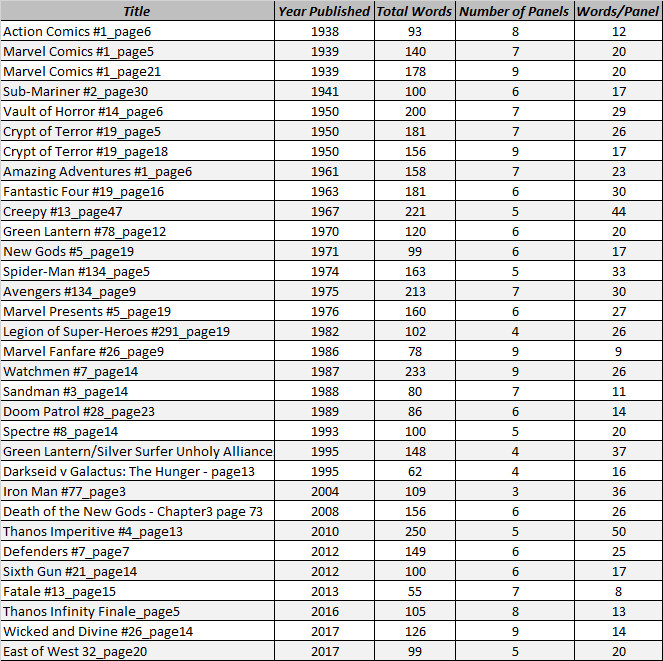 Title Year Published Total Words Number of Panels Words/Panel
Action Comics #1_page6 1938 93 8 12
Marvel Comics #1_page5 1939 140 7 20
Marvel Comics #1_page21 1939 178 9 20
Sub-Mariner #2_page30 1941 100 6 17
Vault of Horror #14_page6 1950 200 7 29
Crypt of Terror #19_page5 1950 181 7 26
Crypt of Terror #19_page18 1950 156 9 17
Amazing Adventures #1_page6 1961 158 7 23
Fantastic Four #19_page16 1963 181 6 30
Creepy #13_page47 1967 221 5 44
Green Lantern #78_page12 1970 120 6 20
New Gods #5_page19 1971 99 6 17
Spider-Man #134_page5 1974 163 5 33
Avengers #134_page9 1975 213 7 30
Marvel Presents #5_page19 1976 160 6 27
Legion of Super-Heroes #291_page19 1982 102 4 26
Marvel Fanfare #26_page9 1986 78 9 9
Watchmen #7_page14 1987 233 9 26
Sandman #3_page14 1988 80 7 11
Doom Patrol #28_page23 1989 86 6 14
Spectre #8_page14 1993 100 5 20
Green Lantern/Silver Surfer Unholy Alliance 1995 148 4 37
Darkseid v Galactus: The Hunger - page13 1995 62 4 16
Iron Man #77_page3 2004 109 3 36
Death of the New Gods - Chapter3 page 73 2008 156 6 26
Thanos Imperitive #4_page13 2010 250 5 50
Defenders #7_page7 2012 149 6 25
Sixth Gun #21_page14 2012 100 6 17
Fatale #13_page15 2013 55 7 8
Thanos Infinity Finale_page5 2016 105 8 13
Wicked and Divine #26_page14 2017 126 9 14
East of West 32_page20 2017 99 5 20